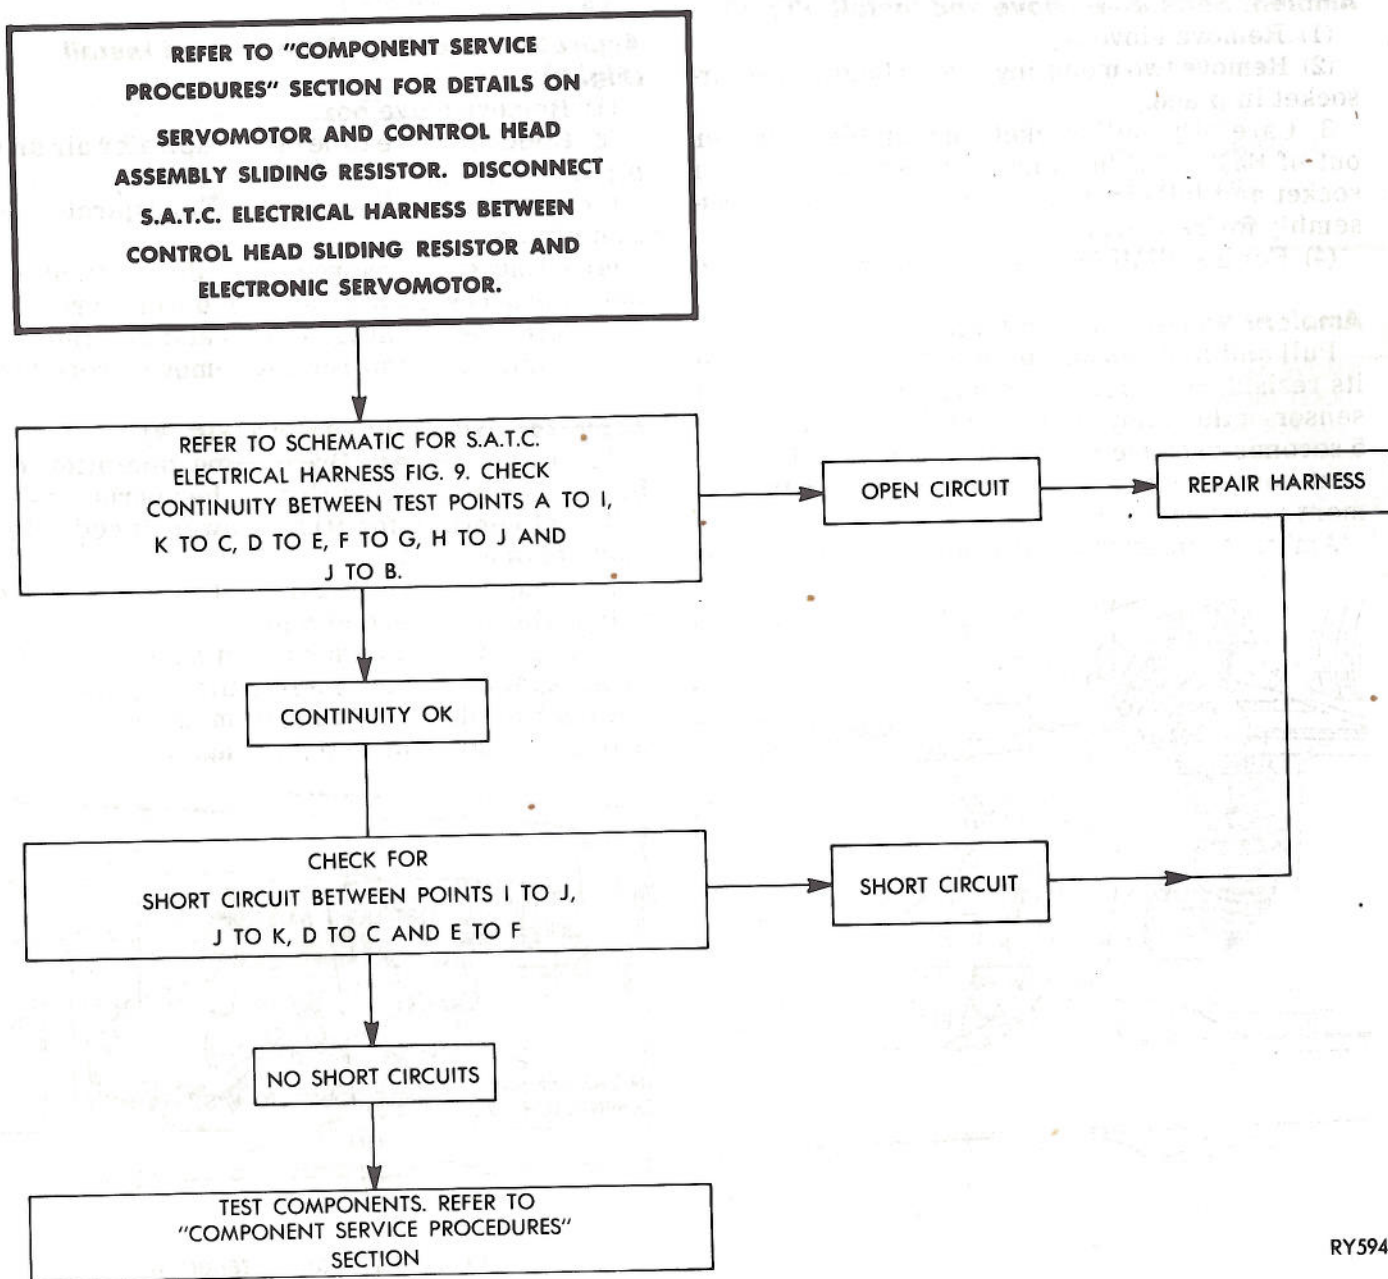 REFER TO "COMPONENT SERVICE
PROCEDURES" SECTION FOR DETAILS ON
SERVOMOTOR AND CONTROL HEAD
ASSEMBLY SLIDING RESISTOR. DISCONNECT
S.A.T.C. ELECTRICAL HARNESS BETWEEN
CONTROL HEAD SLIDING RESISTOR AND
ELECTRONIC SERVOMOTOR.
REFER TO SCHEMATIC FOR S.A.T.C.
ELECTRICAL HARNESS FIG. 9. CHECK
CONTINUITY BETWEEN TEST POINTS A TO I,
K TO C, D TO E, F TO G, H TO J AND
J TO B.
OPEN CIRCUIT
REPAIR HARNESS
CONTINUITY OK
CHECK FOR
SHORT CIRCUIT BETWEEN POINTS I TO J,
J TO K, D TO C AND E TO F
SHORT CIRCUIT
NO SHORT CIRCUITS
TEST COMPONENTS. REFER TO
"COMPONENT SERVICE PROCEDURES"
SECTION
RY594